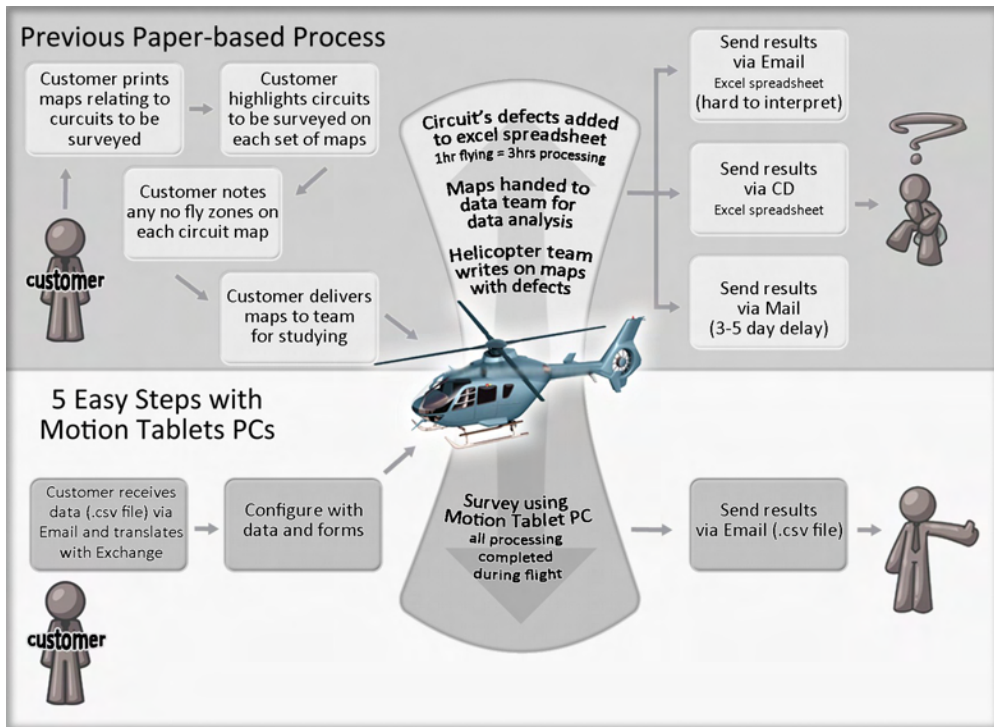 Previous Paper-based Process
Customer prints
maps relating to
curcuits to be
surveyed
Customer
highlights circuits
to be surveyed on
each set of maps
Customer notes
any no fly zones on
each circuit map
customer
Customer delivers
maps to team
for studying
Circuit's defects added
to excel spreadsheet
1hr flying = 3hrs processing
Maps handed to
data team for
data analysis
Helicopter team
writes on maps
with defects
Send results
via Email
Excel spreadsheet
(hard to interpret)
Send results
via CD
Excel spreadsheet
Send results
via Mail
(3-5 day delay)
?
5 Easy Steps with
Motion Tablets PCs
Customer receives
data (.csv file) via
Email and translates
with Exchange
Configure with
data and forms
Survey using
Motion Tablet PC
all processing
completed
during flight
Send results
via Email (.csv file)
customer